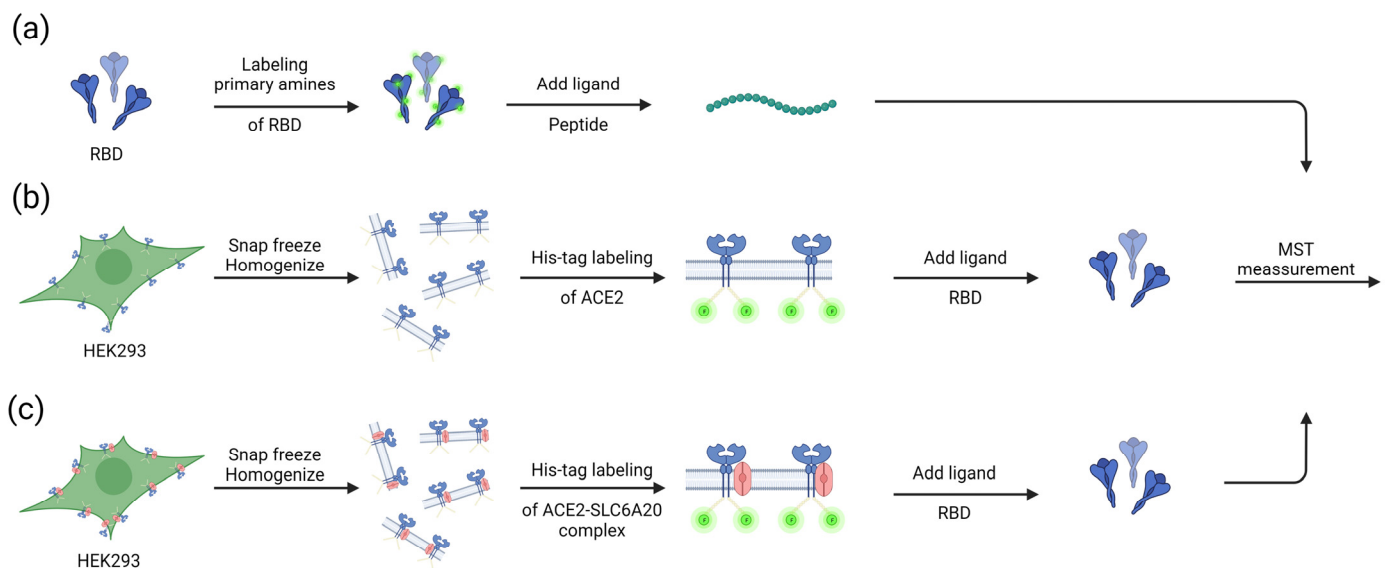 (a)
Labeling
primary amines
of RBD
Add ligand
Peptide
RBD
(b)
Snap freeze
Homogenize
His-tag labeling
of ACE2
Add ligand
RBD
MST
meassurement
HEK293
(c)
Snap freeze
Homogenize
His-tag labeling
of ACE2-SLC6A20
complex
Add ligand
RBD
HEK293